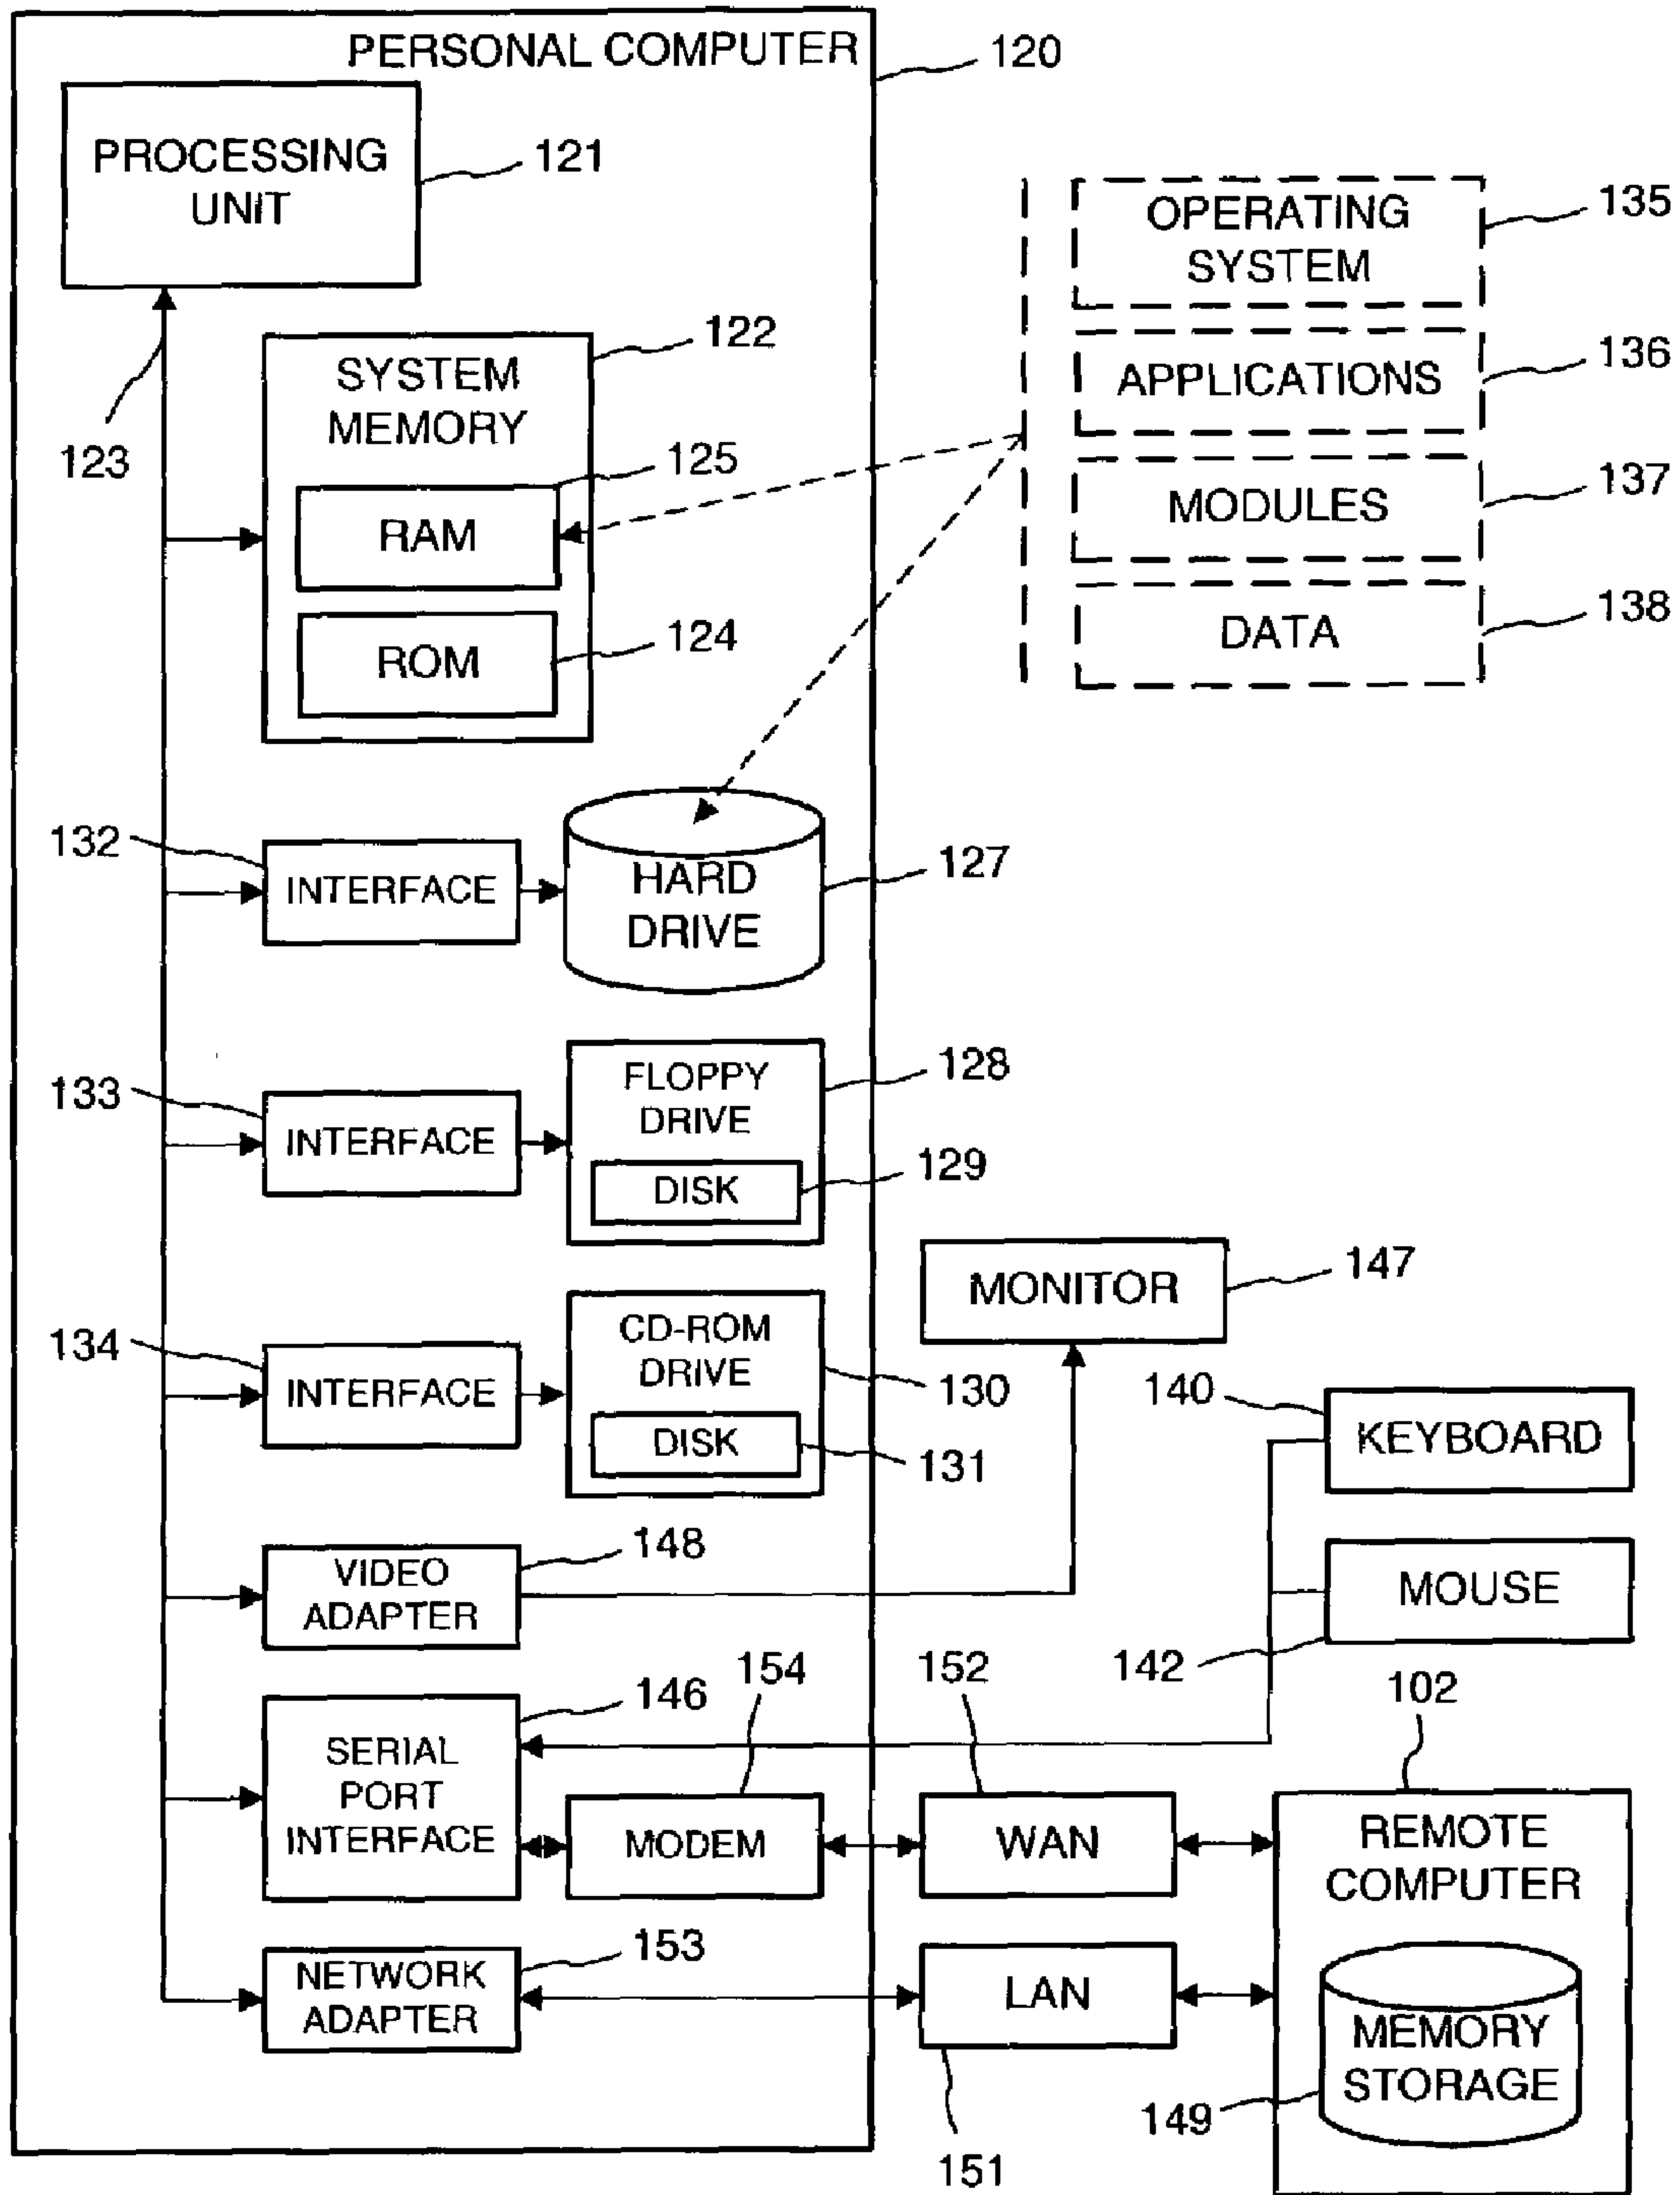 PERSONAL COMPUTER
120
PROCESSING
UNIT
121
123
SYSTEM
MEMORY
122
RAM
125
ROM
124
OPERATING
SYSTEM
135
APPLICATIONS
136
MODULES
137
DATA
138
132
INTERFACE
HARD
DRIVE
127
133
INTERFACE
FLOPPY
DRIVE
128
DISK
129
134
INTERFACE
CD-ROM
DRIVE
130
DISK
131
MONITOR
147
140
KEYBOARD
MOUSE
142
VIDEO
ADAPTER
148
SERIAL
PORT
INTERFACE
146
154
MODEM
152
WAN
102
REMOTE
COMPUTER
MEMORY
STORAGE
149
NETWORK
ADAPTER
153
LAN
151